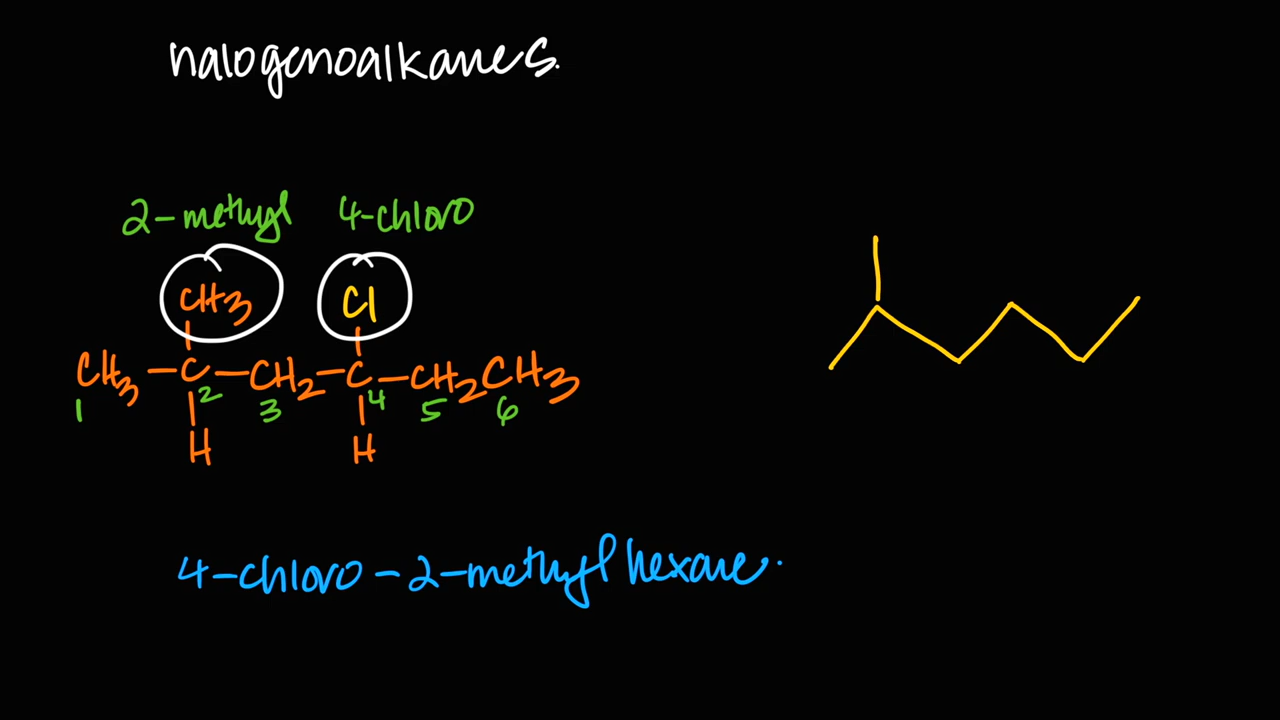 halogenoalkanes.
2-methyl 4-chloro
CH3 Cl
CH3-C-CH2-C-CH2CH3
1 2 3 4 5 6
H H
4-chloro-2-methyl hexane.